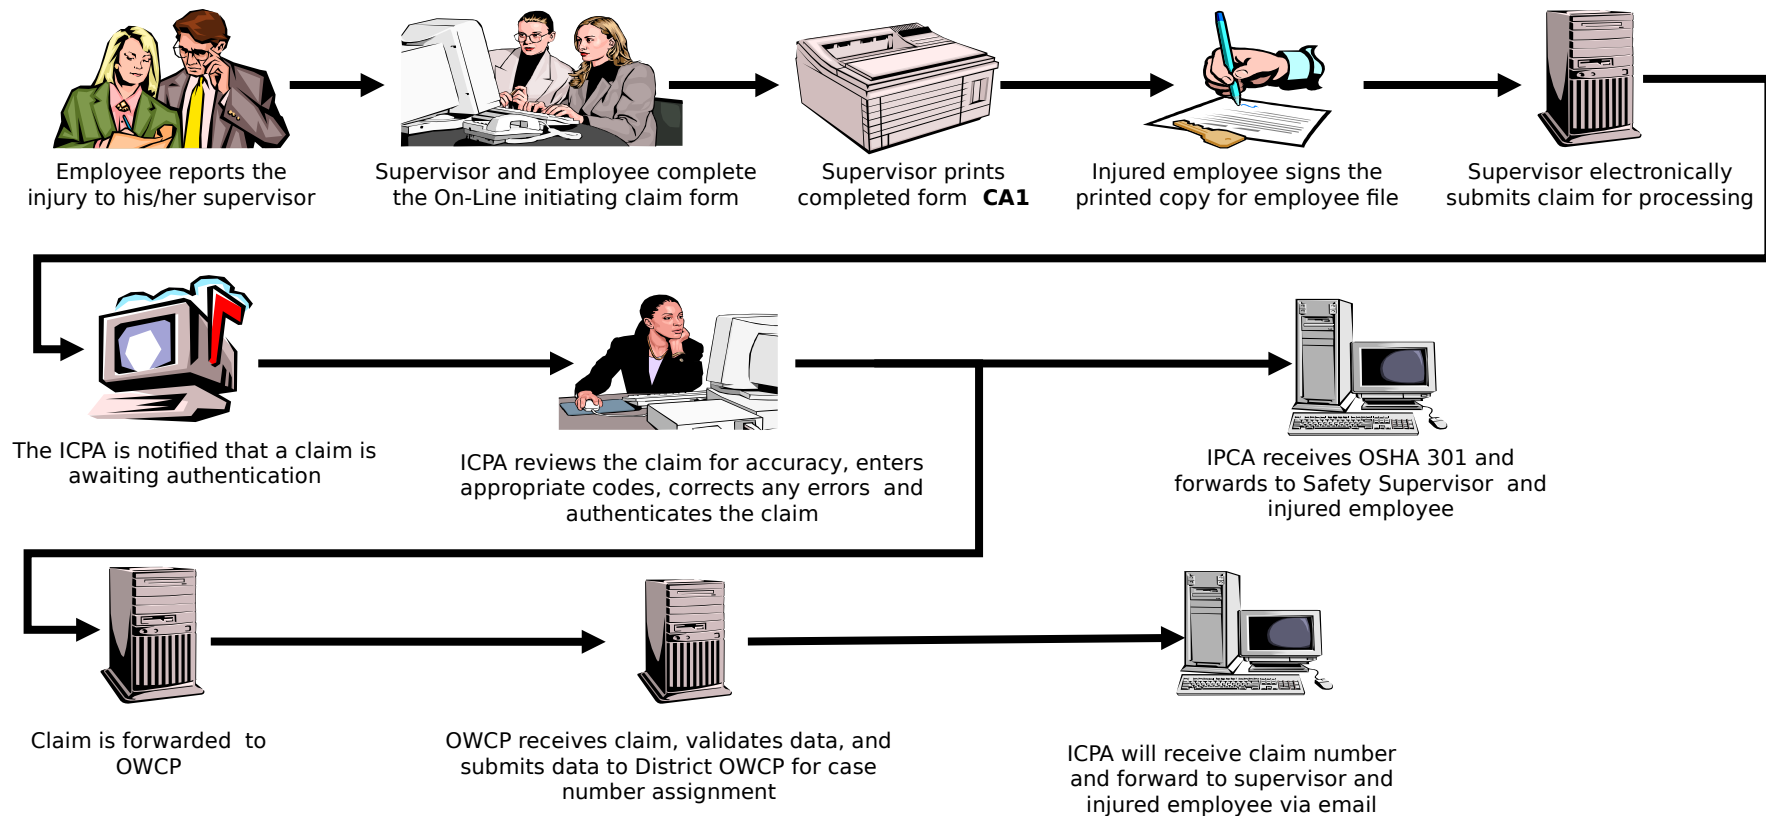 Employee reports the
injury to his/her supervisor
Supervisor and Employee complete
the On-Line initiating claim form
Supervisor prints
completed form CA1
Injured employee signs the
printed copy for employee file
Supervisor electronically
submits claim for processing
The ICPA is notified that a claim is
awaiting authentication
ICPA reviews the claim for accuracy, enters
appropriate codes, corrects any errors and
authenticates the claim
IPCA receives OSHA 301 and
forwards to Safety Supervisor and
injured employee
Claim is forwarded to
OWCP
OWCP receives claim, validates data, and
submits data to District OWCP for case
number assignment
ICPA will receive claim number
and forward to supervisor and
injured employee via email